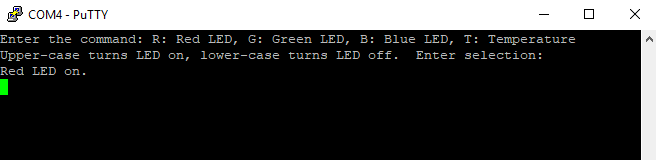 COM4 - PuTTY
Enter the command: R: Red LED, G: Green LED, B: Blue LED, T: Temperature
Upper-case turns LED on, lower-case turns LED off.  Enter selection:
Red LED on.